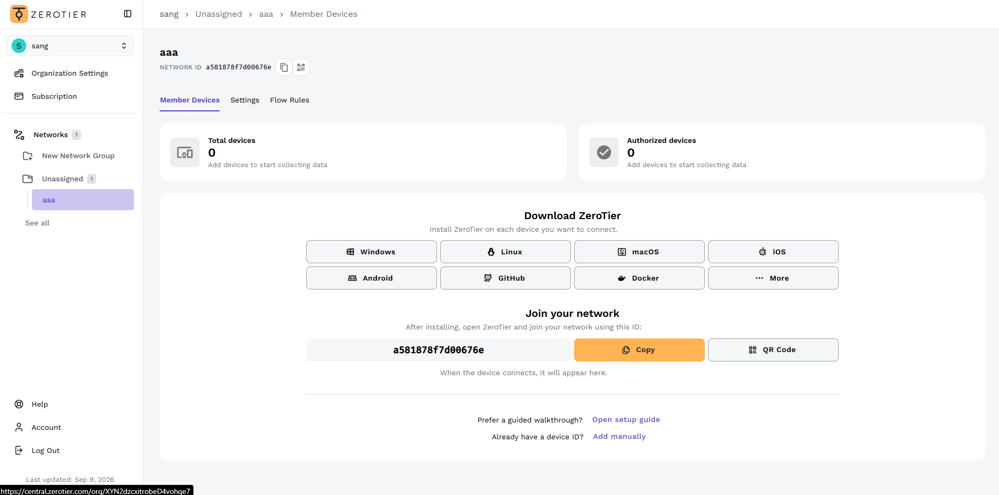 ZEROTIER
sang › Unassigned › aaa › Member Devices
S sang
Organization Settings
Subscription
Networks 1
New Network Group
Unassigned 1
aaa
See all
Help
Account
Log Out
Last updated: Sep 9, 2026
https://central.zerotier.com/org/XYN2dzcxitrobeD4vohge7
aaa
NETWORK ID a581878f7d00676e
Member Devices Settings Flow Rules
Total devices
0
Add devices to start collecting data
Authorized devices
0
Add devices to start collecting data
Download ZeroTier
Install ZeroTier on each device you want to connect.
Windows Linux macOS iOS
Android GitHub Docker More
Join your network
After installing, open ZeroTier and join your network using this ID:
a581878f7d00676e Copy QR Code
When the device connects, it will appear here.
Prefer a guided walkthrough? Open setup guide
Already have a device ID? Add manually